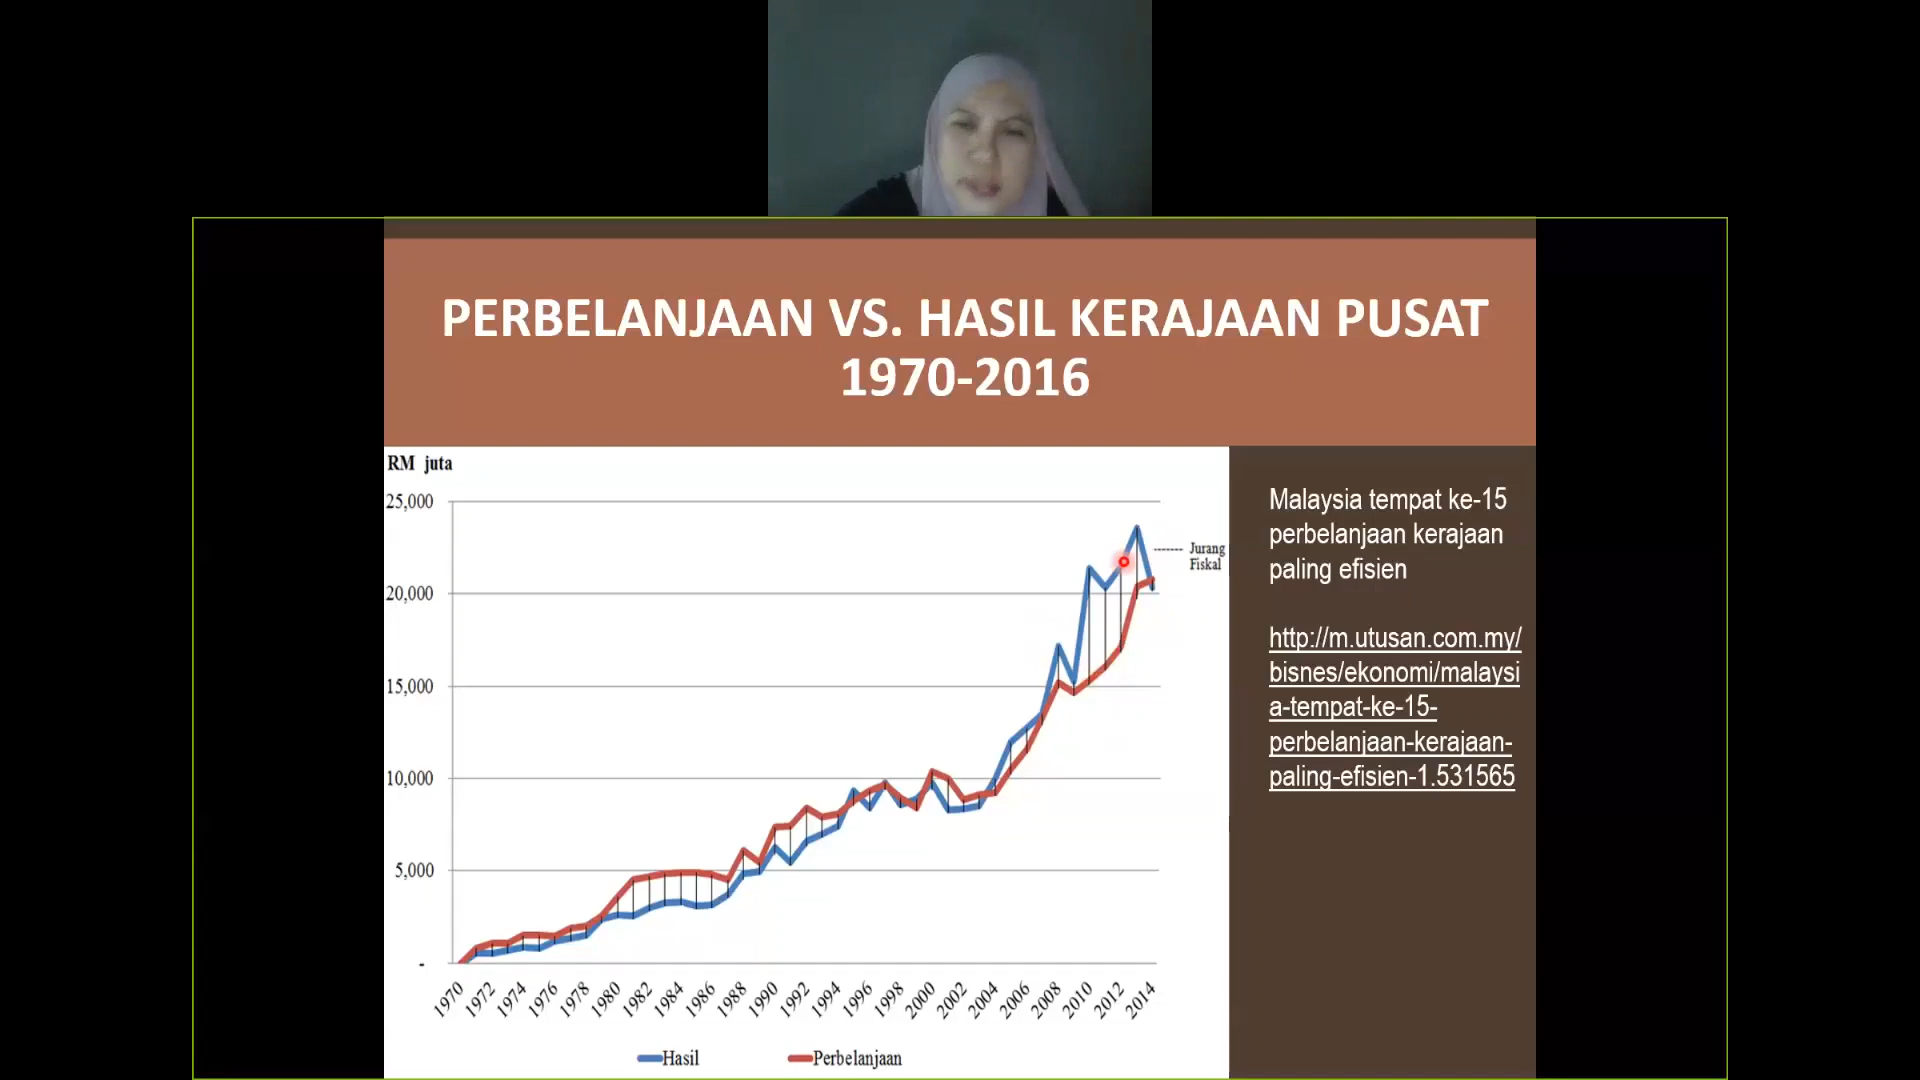 PERBELANJAAN VS. HASIL KERAJAAN PUSAT
1970-2016
RM juta
25,000
20,000
15,000
10,000
5,000
-
Jurang
Fiskal
1970
1972
1974
1976
1978
1980
1982
1984
1986
1988
1990
1992
1994
1996
1998
2000
2002
2004
2006
2008
2010
2012
2014
Hasil
Perbelanjaan
Malaysia tempat ke-15
perbelanjaan kerajaan
paling efisien
http://m.utusan.com.my/
bisnes/ekonomi/malaysi
a-tempat-ke-15-
perbelanjaan-kerajaan-
paling-efisien-1.531565